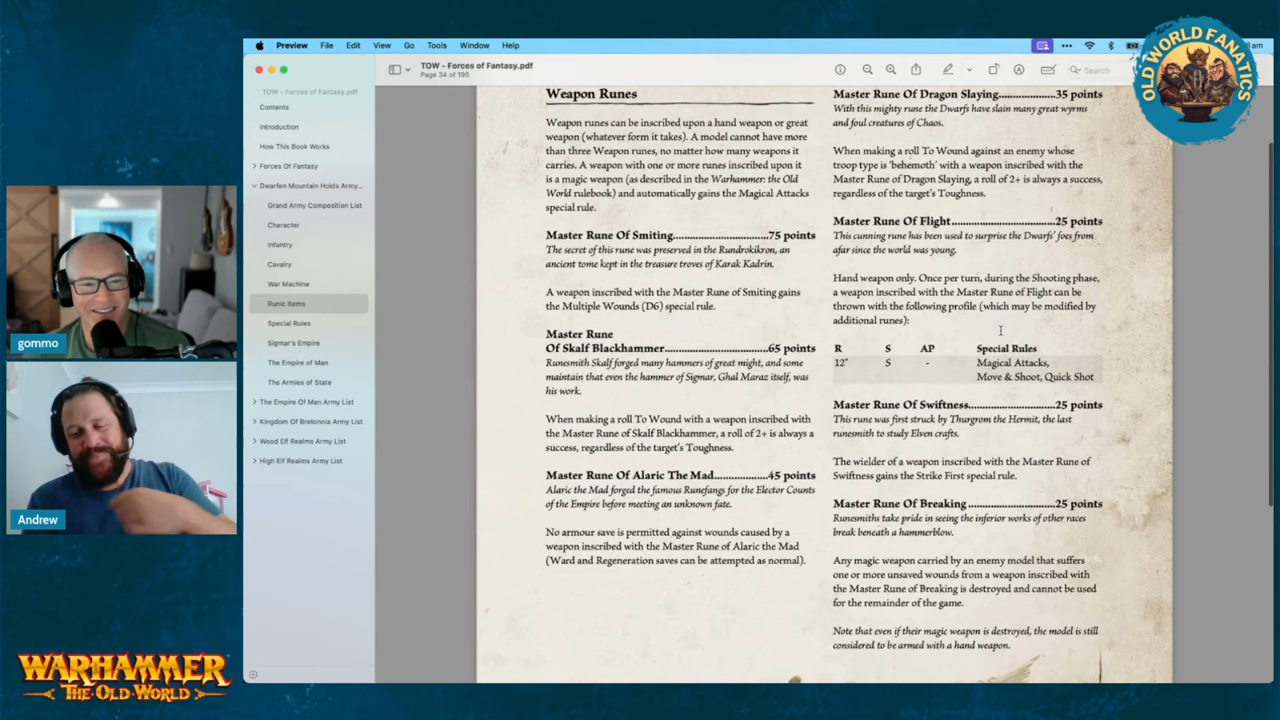 Preview File Edit View Go Tools Window Help
TOW - Forces of Fantasy.pdf
Page 34 of 196
Search
OLD WORLD FANATICS
TOW - Forces of Fantasy.pdf
Contents
Introduction
How This Book Works
Forces Of Fantasy
Dwarfen Mountain Holds Army...
Grand Army Composition List
Character
Infantry
Cavalry
War Machine
Runic Items
Special Rules
Sigmar's Empire
The Empire of Man
The Armies of State
The Empire Of Man Army List
Kingdom Of Bretonnia Army List
Wood Elf Realms Army List
High Elf Realms Army List
Weapon Runes
Weapon runes can be inscribed upon a hand weapon or great
weapon (whatever form it takes). A model cannot have more
than three Weapon runes, no matter how many weapons it
carries. A weapon with one or more runes inscribed upon it
is a magic weapon (as described in the Warhammer: the Old
World rulebook) and automatically gains the Magical Attacks
special rule.
Master Rune Of Smiting....................75 points
The secret of this rune was preserved in the Rundrokikron, an
ancient tome kept in the treasure troves of Karak Kadrin.
A weapon inscribed with the Master Rune of Smiting gains
the Multiple Wounds (D6) special rule.
Master Rune
Of Skalf Blackhammer......................65 points
Runesmith Skalf forged many hammers of great might, and some
maintain that even the hammer of Sigmar, Ghal Maraz itself, was
his work.
When making a roll To Wound with a weapon inscribed with
the Master Rune of Skalf Blackhammer, a roll of 2+ is always a
success, regardless of the target's Toughness.
Master Rune Of Alaric The Mad...........45 points
Alaric the Mad forged the famous Runefangs for the Elector Counts
of the Empire before meeting an unknown fate.
No armour save is permitted against wounds caused by a
weapon inscribed with the Master Rune of Alaric the Mad
(Ward and Regeneration saves can be attempted as normal).
Master Rune Of Dragon Slaying............35 points
With this mighty rune the Dwarfs have slain many great wyrms
and foul creatures of Chaos.
When making a roll To Wound against an enemy whose
troop type is 'behemoth' with a weapon inscribed with the
Master Rune of Dragon Slaying, a roll of 2+ is always a success,
regardless of the target's Toughness.
Master Rune Of Flight......................25 points
This cunning rune has been used to surprise the Dwarfs' foes from
afar since the world was young.
Hand weapon only. Once per turn, during the Shooting phase,
a weapon inscribed with the Master Rune of Flight can be
thrown with the following profile (which may be modified by
additional runes):
R S AP Special Rules
12" S - Magical Attacks,
Move & Shoot, Quick Shot
Master Rune Of Swiftness..................25 points
This rune was first struck by Thurgrom the Hermit, the last
runesmith to study Elven crafts.
The wielder of a weapon inscribed with the Master Rune of
Swiftness gains the Strike First special rule.
Master Rune Of Breaking...................25 points
Runesmiths take pride in seeing the inferior works of other races
break beneath a hammerblow.
Any magic weapon carried by an enemy model that suffers
one or more unsaved wounds from a weapon inscribed with
the Master Rune of Breaking is destroyed and cannot be used
for the remainder of the game.
Note that even if their magic weapon is destroyed, the model is still
considered to be armed with a hand weapon.
gommo
Andrew
WARHAMMER
THE·OLD·WORLD